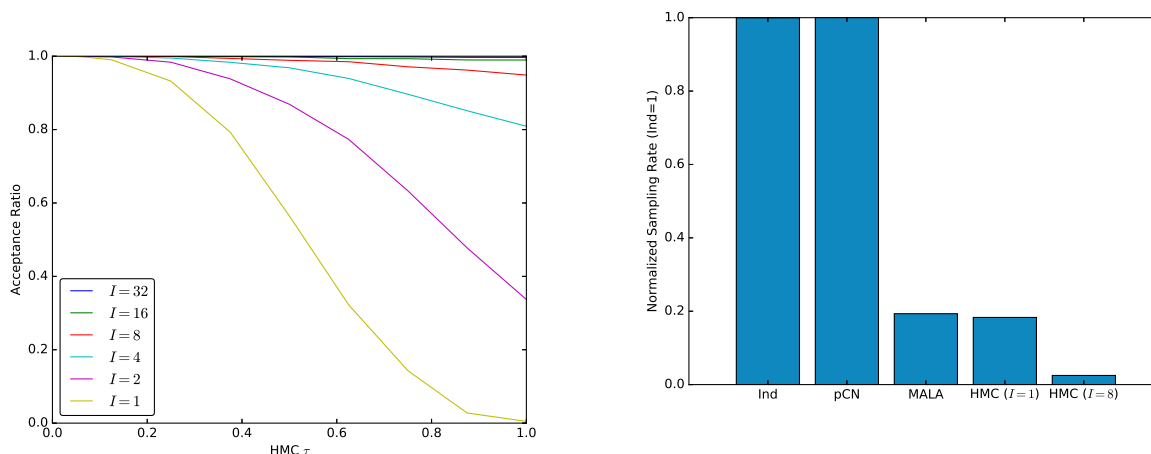 Acceptance Ratio
1.0
0.8
0.6
0.4
0.2
0.0
I = 32
I = 16
I = 8
I = 4
I = 2
I = 1
0.0 0.2 0.4 0.6 0.8 1.0
HMC τ
Normalized Sampling Rate (Ind=1)
1.0
0.8
0.6
0.4
0.2
0.0
Ind pCN MALA HMC (I = 1) HMC (I = 8)